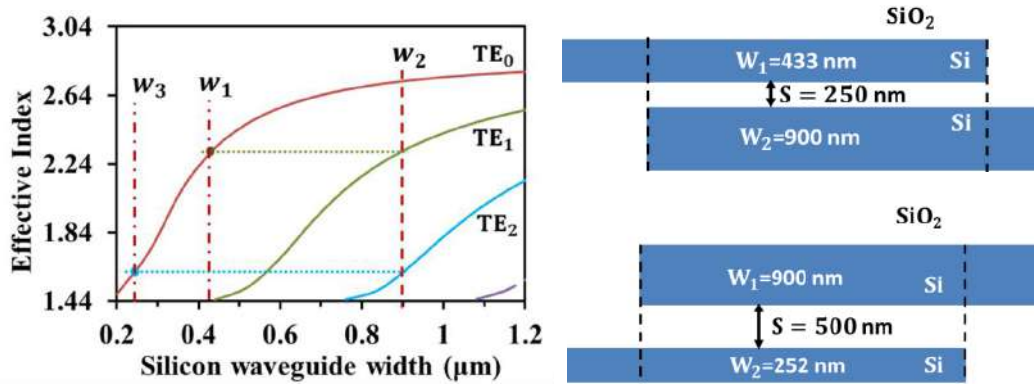 3.04
2.64
2.24
1.84
1.44
Effective Index
w₃
w₁
w₂
TE₀
TE₁
TE₂
0.2
0.4
0.6
0.8
1
1.2
Silicon waveguide width (μm)
SiO₂
W₁=433 nm
Si
S = 250 nm
Si
W₂=900 nm
SiO₂
W₁=900 nm
Si
S = 500 nm
W₂=252 nm
Si